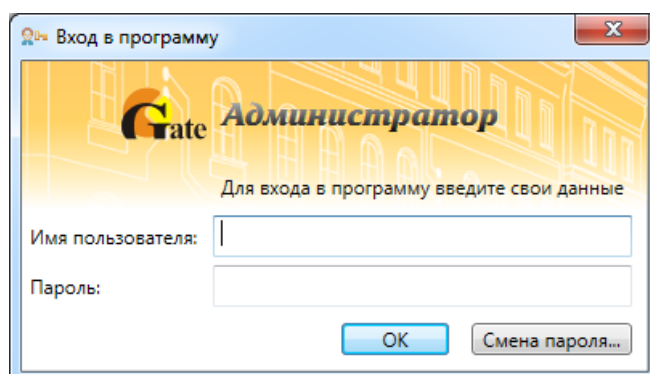 Вход в программу
Gate Администратор
Для входа в программу введите свои данные
Имя пользователя:
Пароль:
OK Смена пароля...